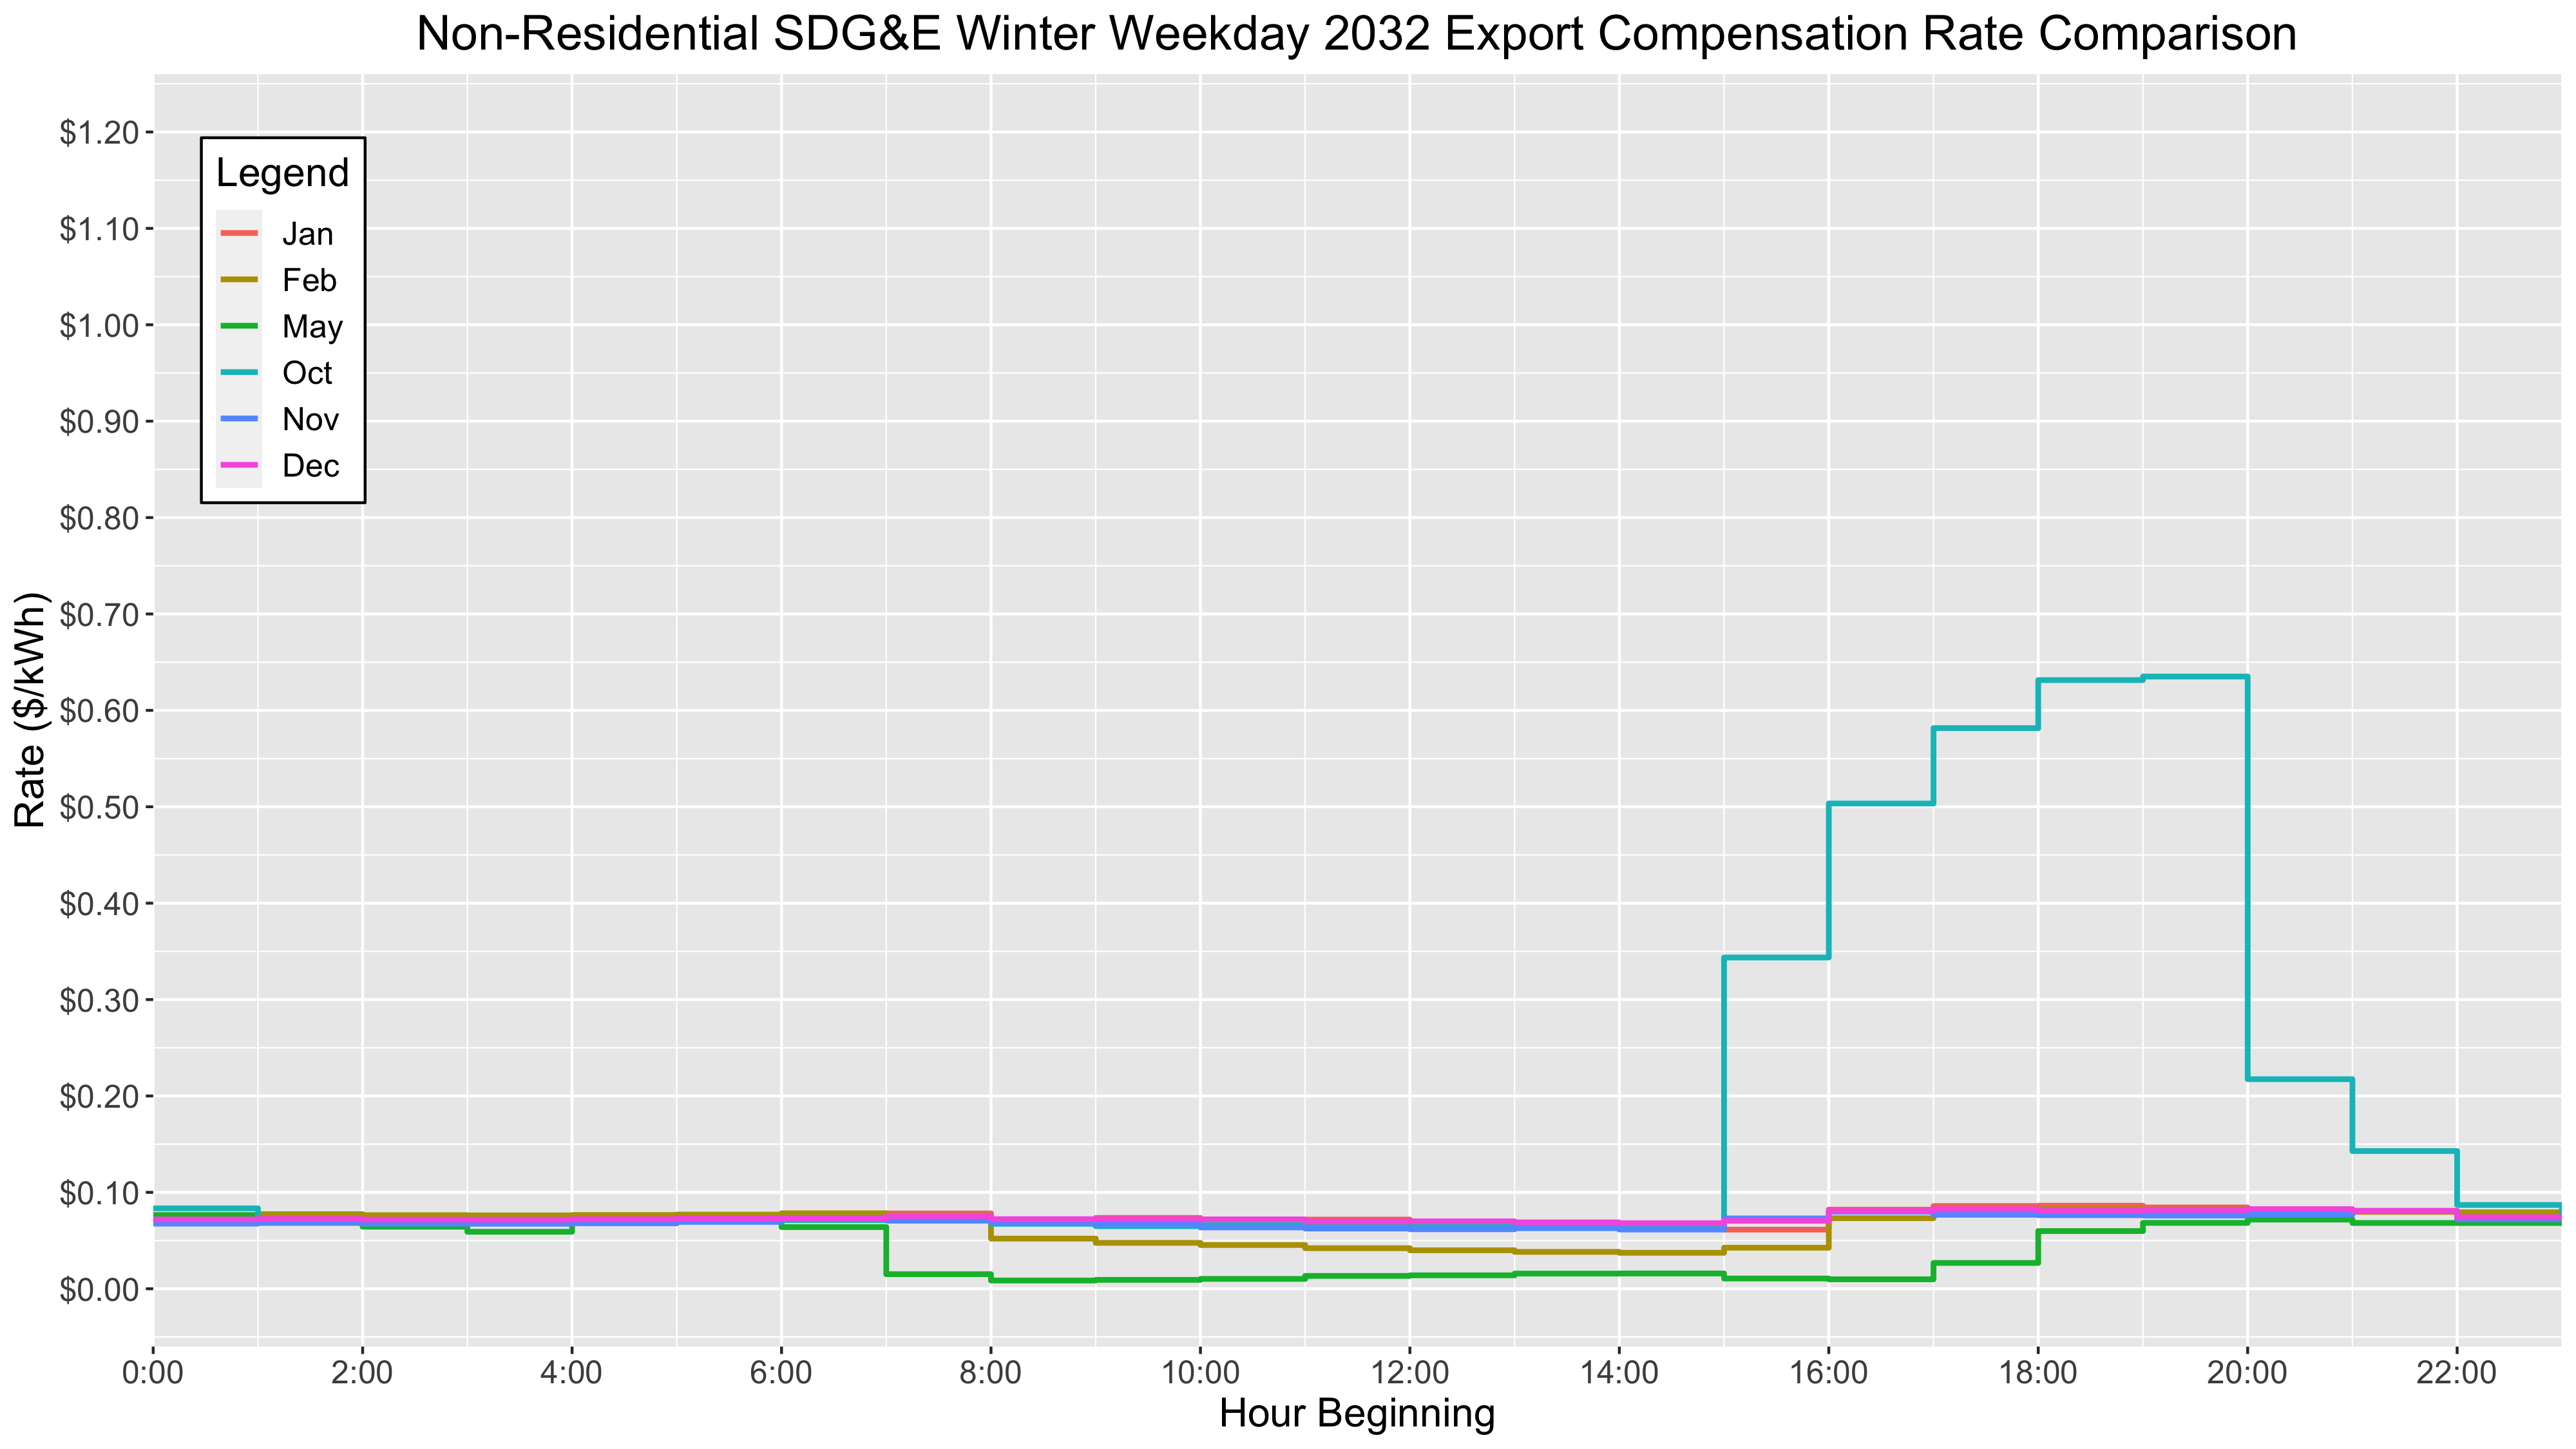 Non-Residential SDG&E Winter Weekday 2032 Export Compensation Rate Comparison
Rate ($/kWh)
$1.20
$1.10
$1.00
$0.90
$0.80
$0.70
$0.60
$0.50
$0.40
$0.30
$0.20
$0.10
$0.00
Legend
Jan
Feb
May
Oct
Nov
Dec
0:00 2:00 4:00 6:00 8:00 10:00 12:00 14:00 16:00 18:00 20:00 22:00
Hour Beginning